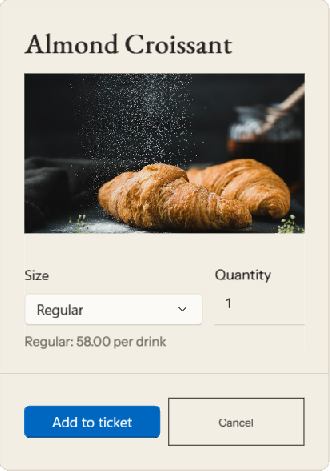 Almond Croissant
Size
Quantity
Regular
1
Regular: 58.00 per drink
Add to ticket
Cancel